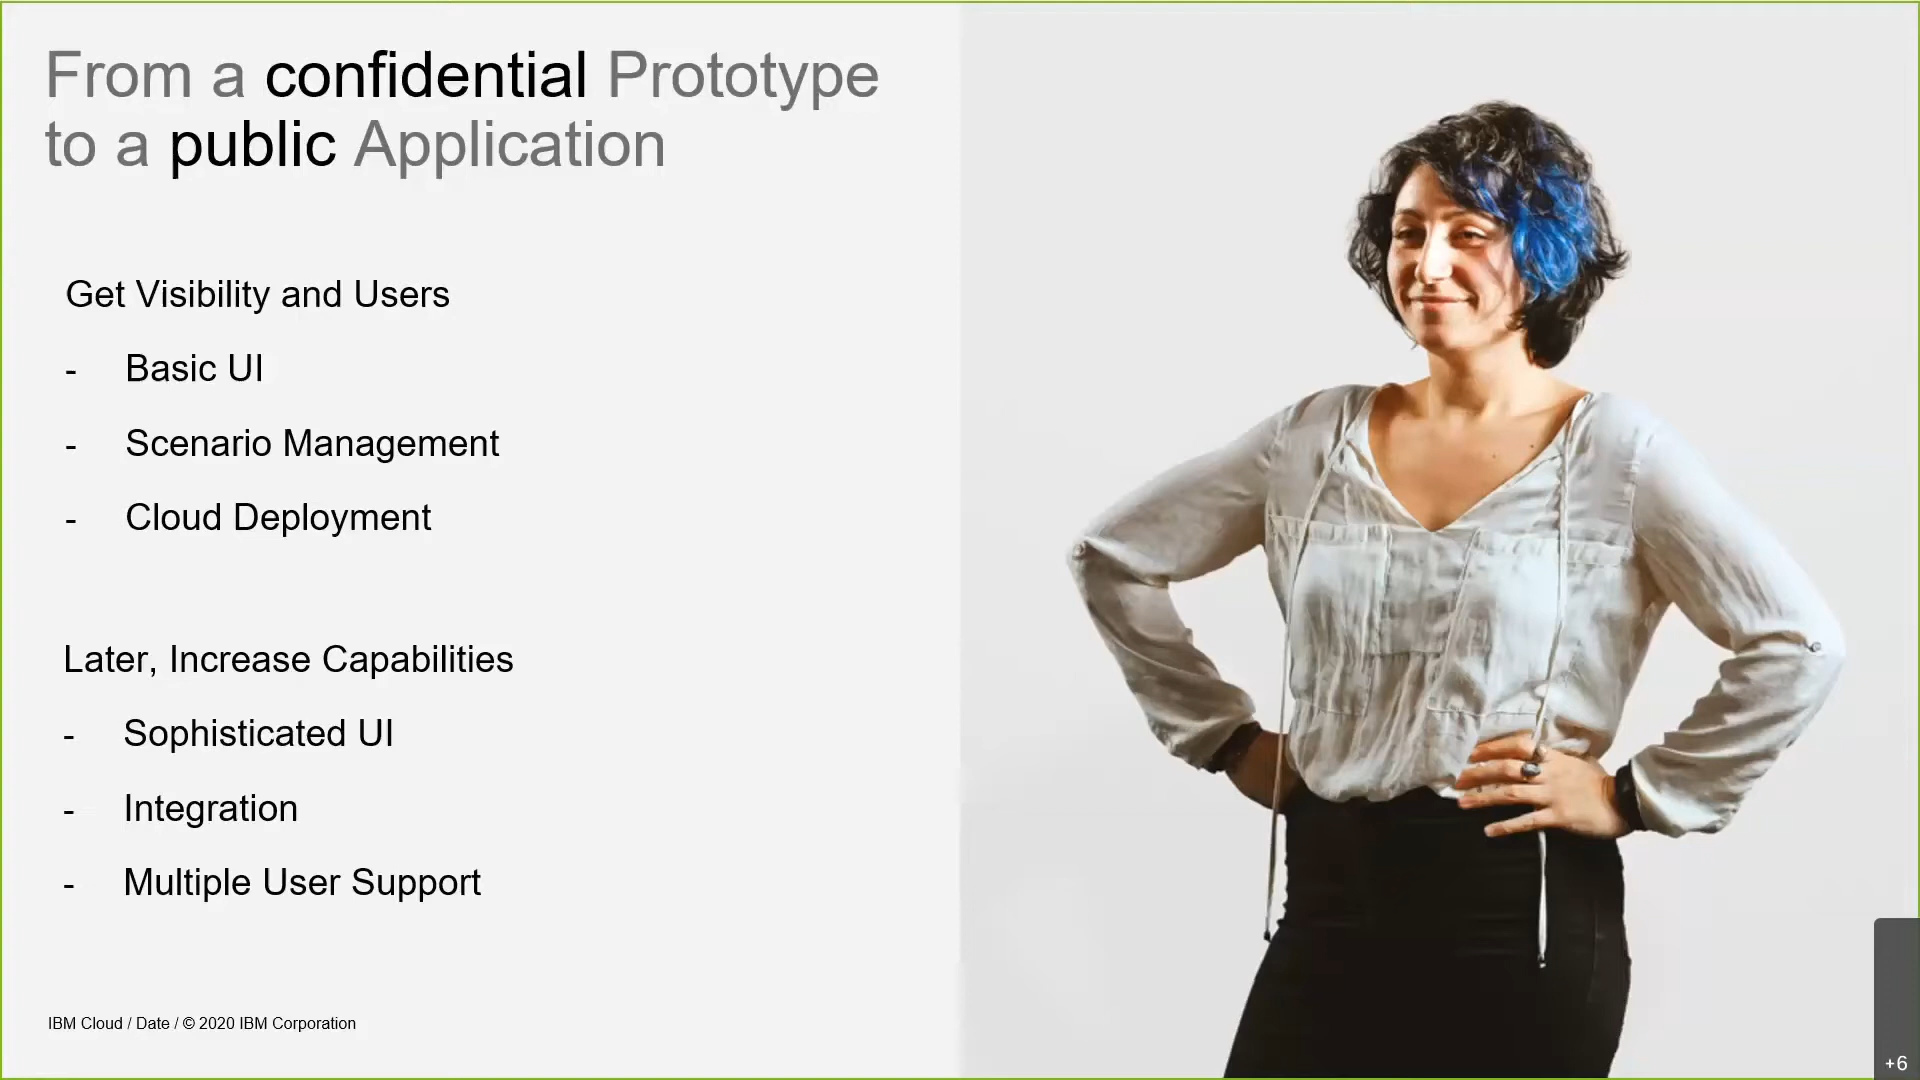 From a confidential Prototype
to a public Application
Get Visibility and Users
- Basic UI
- Scenario Management
- Cloud Deployment
Later, Increase Capabilities
- Sophisticated UI
- Integration
- Multiple User Support
IBM Cloud / Date / © 2020 IBM Corporation
+6